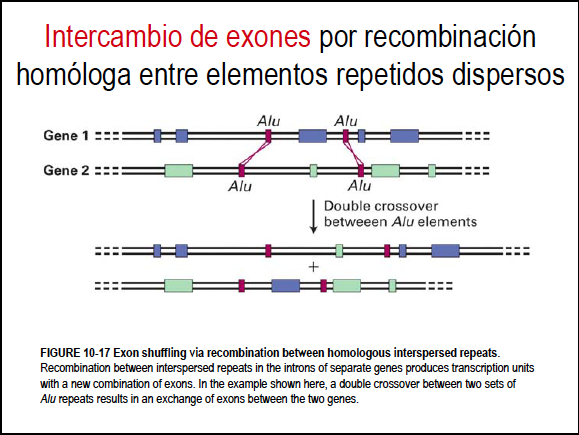 Intercambio de exones por recombinación
homóloga entre elementos repetidos dispersos
Alu Alu
Gene 1
Gene 2
Alu Alu
Double crossover
betweeen Alu elements
+
FIGURE 10-17 Exon shuffling via recombination between homologous interspersed repeats.
Recombination between interspersed repeats in the introns of separate genes produces transcription units
with a new combination of exons. In the example shown here, a double crossover between two sets of
Alu repeats results in an exchange of exons between the two genes.